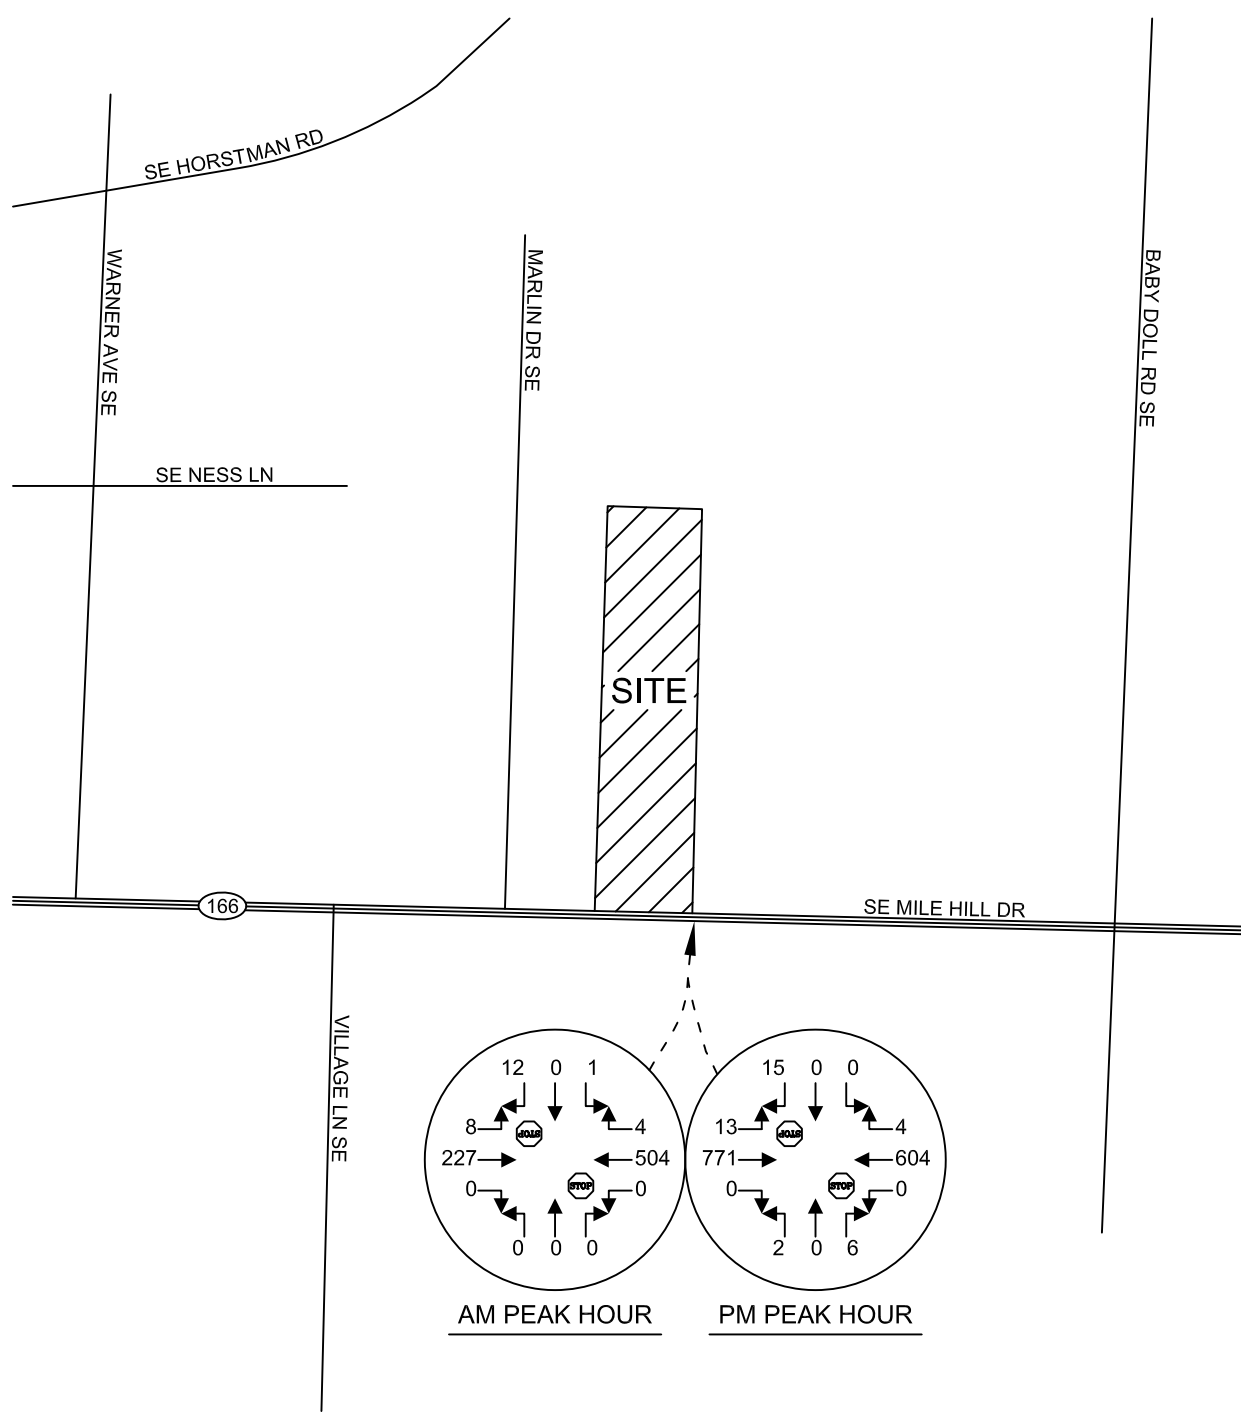 SE HORSTMAN RD
WARNER AVE SE
MARLIN DR SE
BABY DOLL RD SE
SE NESS LN
SITE
166
SE MILE HILL DR
VILLAGE LN SE
12 0 1
8 STOP 4
227 504
0 STOP 0
0 0 0
AM PEAK HOUR
15 0 0
13 STOP 4
771 604
0 STOP 0
2 0 6
PM PEAK HOUR